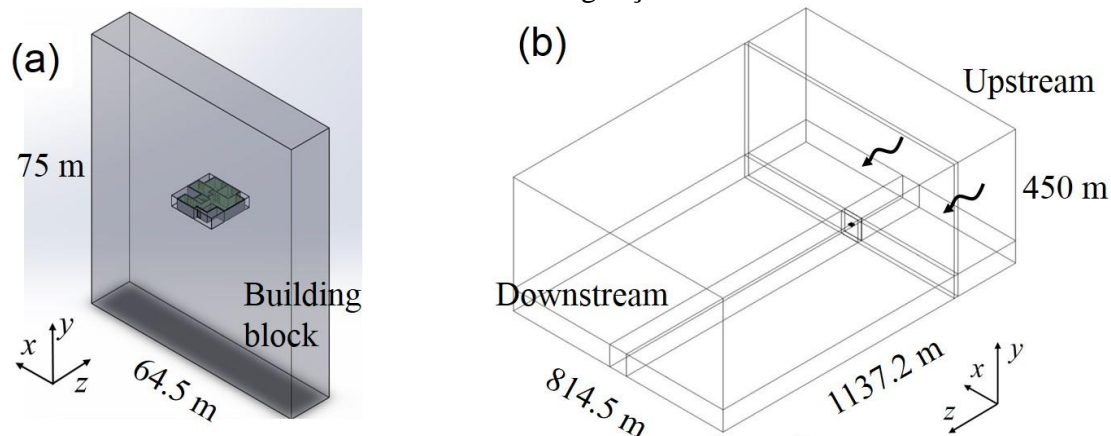 (a)
75 m
Building
block
64.5 m
x
y
z
(b)
Upstream
450 m
Downstream
814.5 m
1137.2 m
x
y
z